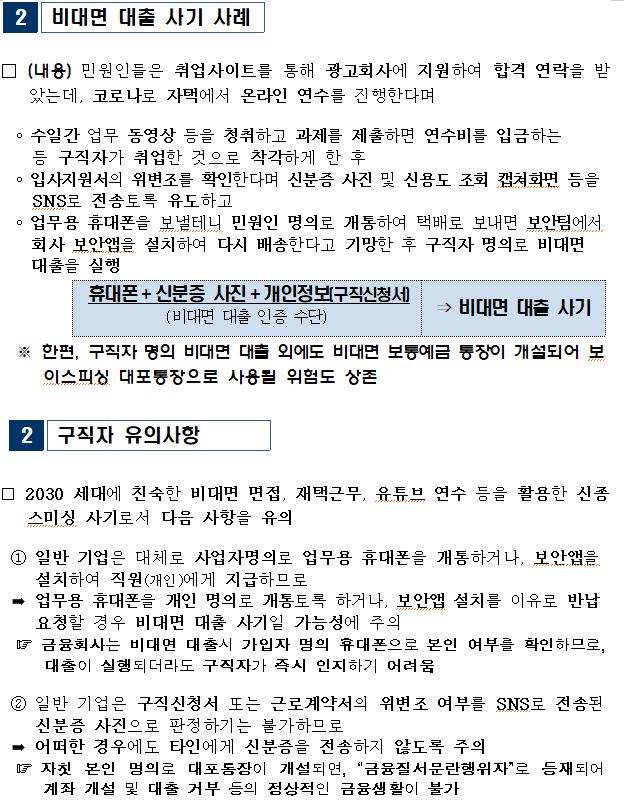 2 비대면 대출 사기 사례
□ (내용) 민원인들은 취업사이트를 통해 광고회사에 지원하여 합격 연락을 받
았는데, 코로나로 자택에서 온라인 연수를 진행한다며
◦ 수일간 업무 동영상 등을 청취하고 과제를 제출하면 연수비를 입금하는
등 구직자가 취업한 것으로 착각하게 한 후
◦ 입사지원서의 위변조를 확인한다며 신분증 사진 및 신용도 조회 캡쳐화면 등을
SNS로 전송토록 유도하고
◦ 업무용 휴대폰을 보낼테니 민원인 명의로 개통하여 택배로 보내면 보안팀에서
회사 보안앱을 설치하여 다시 배송한다고 기망한 후 구직자 명의로 비대면
대출을 실행
휴대폰 + 신분증 사진 + 개인정보(구직신청서)
(비대면 대출 인증 수단)
⇒ 비대면 대출 사기
※ 한편, 구직자 명의 비대면 대출 외에도 비대면 보통예금 통장이 개설되어 보
이스피싱 대포통장으로 사용될 위험도 상존
2 구직자 유의사항
□ 2030 세대에 친숙한 비대면 면접, 재택근무, 유튜브 연수 등을 활용한 신종
스미싱 사기로서 다음 사항을 유의
① 일반 기업은 대체로 사업자명의로 업무용 휴대폰을 개통하거나, 보안앱을
설치하여 직원(개인)에게 지급하므로
➡ 업무용 휴대폰을 개인 명의로 개통토록 하거나, 보안앱 설치를 이유로 반납
요청할 경우 비대면 대출 사기일 가능성에 주의
☞ 금융회사는 비대면 대출시 가입자 명의 휴대폰으로 본인 여부를 확인하므로,
대출이 실행되더라도 구직자가 즉시 인지하기 어려움
② 일반 기업은 구직신청서 또는 근로계약서의 위변조 여부를 SNS로 전송된
신분증 사진으로 판정하기는 불가하므로
➡ 어떠한 경우에도 타인에게 신분증을 전송하지 않도록 주의
☞ 자칫 본인 명의로 대포통장이 개설되면, “금융질서문란행위자”로 등재되어
계좌 개설 및 대출 거부 등의 정상적인 금융생활이 불가